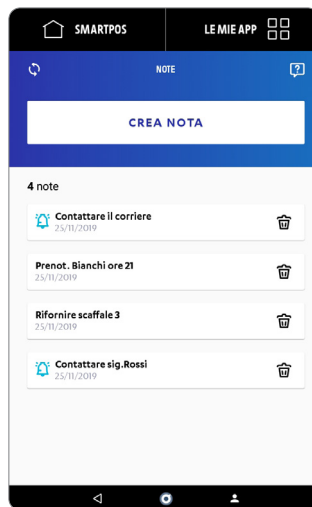 SMARTPOS
LE MIE APP
NOTE
CREA NOTA
4 note
Contattare il corriere
25/11/2019
Prenot. Bianchi ore 21
25/11/2019
Rifornire scaffale 3
25/11/2019
Contattare sig.Rossi
25/11/2019